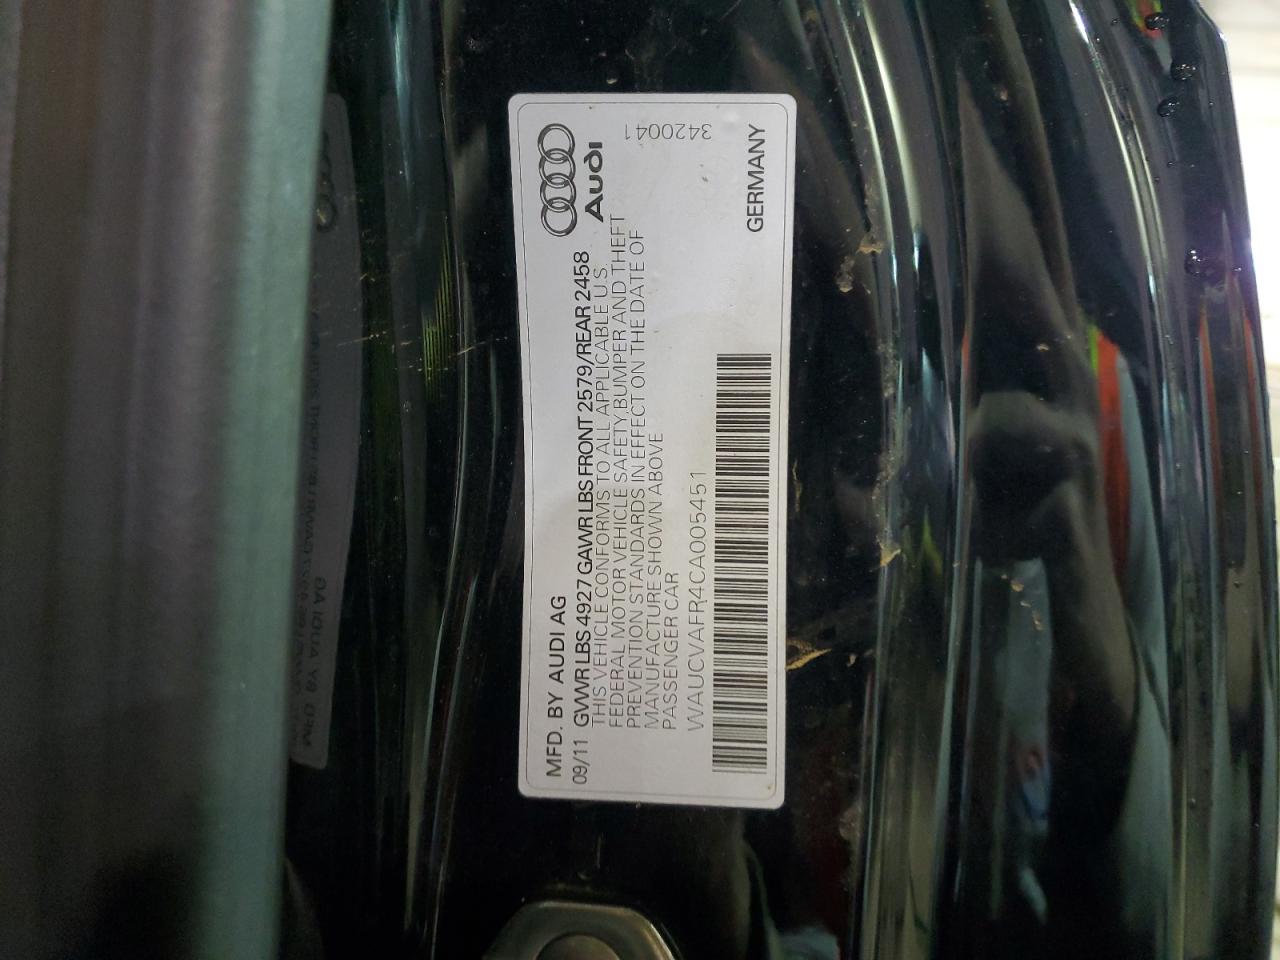 Audi
3420041
MFD. BY AUDI AG
09/11 GVWR LBS 4927 GAWR LBS FRONT 2579/REAR 2458
THIS VEHICLE CONFORMS TO ALL APPLICABLE U.S.
FEDERAL MOTOR VEHICLE SAFETY, BUMPER AND THEFT
PREVENTION STANDARDS IN EFFECT ON THE DATE OF
MANUFACTURE SHOWN ABOVE
PASSENGER CAR
WAUCVAFR4CA005451
GERMANY